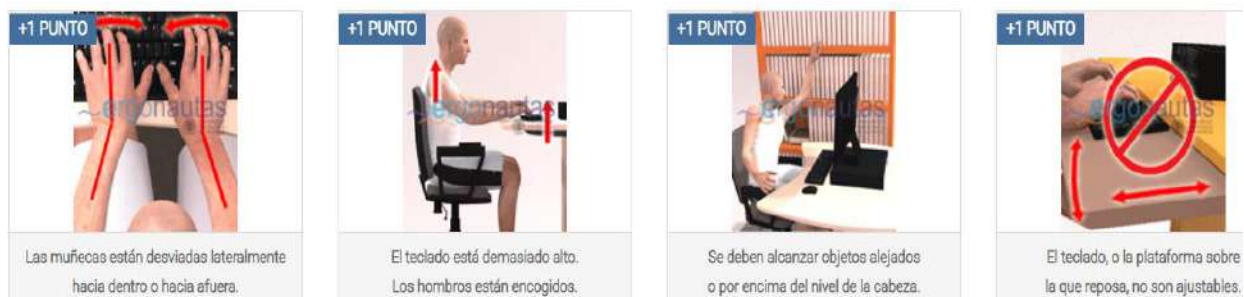 +1 PUNTO
ergonautas
Las muñecas están desviadas lateralmente
hacia dentro o hacia afuera.
+1 PUNTO
ergonautas
El teclado está demasiado alto.
Los hombros están encogidos.
+1 PUNTO
ergonautas
Se deben alcanzar objetos alejados
o por encima del nivel de la cabeza.
+1 PUNTO
ergonautas
El teclado, o la plataforma sobre
la que reposa, no son ajustables.